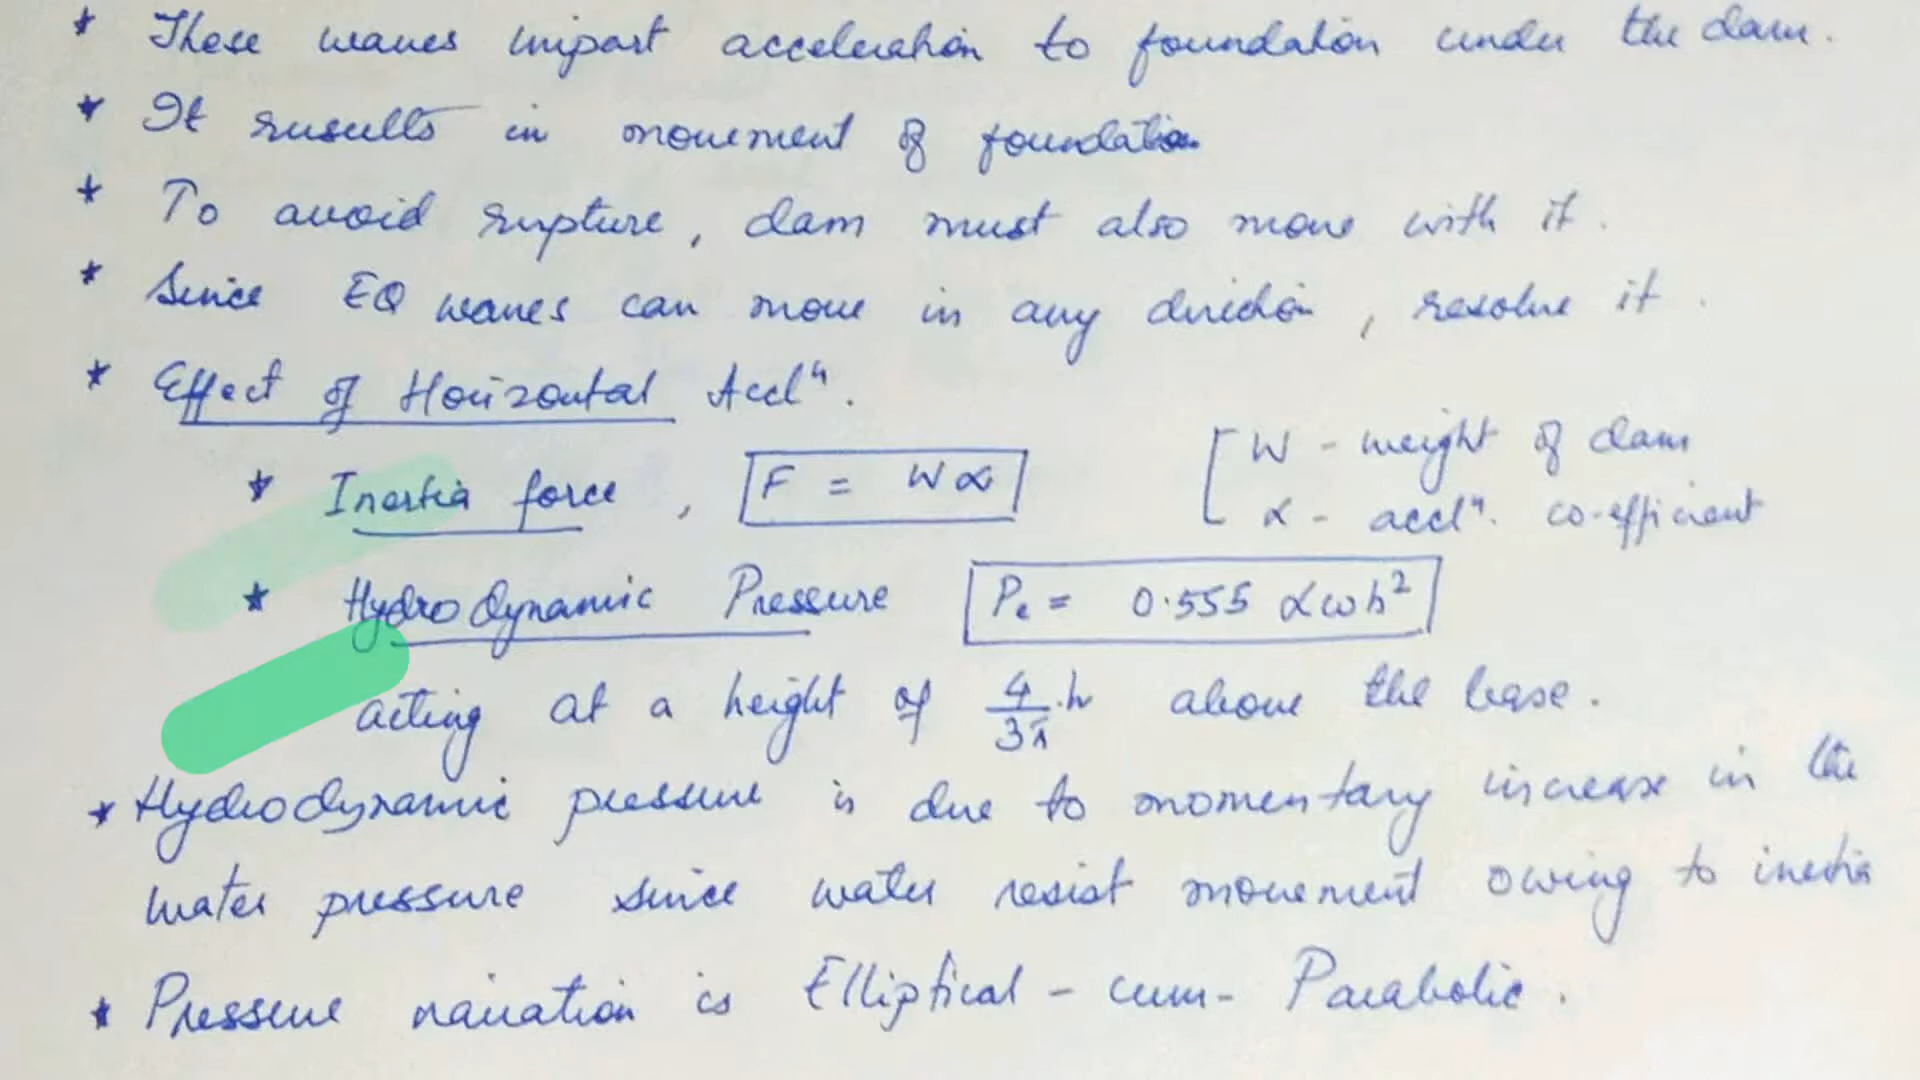 * These waves impart acceleration to foundation under the dam.
* It results in movement of foundation
* To avoid rupture, dam must also move with it.
* Since EQ waves can move in any direction, resolve it.
* Effect of Horizontal Acclⁿ.
* Inertia force, F = Wα [ W - weight of dam
α - acclⁿ. co-efficient
* Hydrodynamic Pressure Pe = 0.555 αwh²
acting at a height of 4/3π .h above the base.
* Hydrodynamic pressure is due to momentary increase in the
water pressure since water resist movement owing to inertia
* Pressure variation is Elliptical - cum - Parabolic.